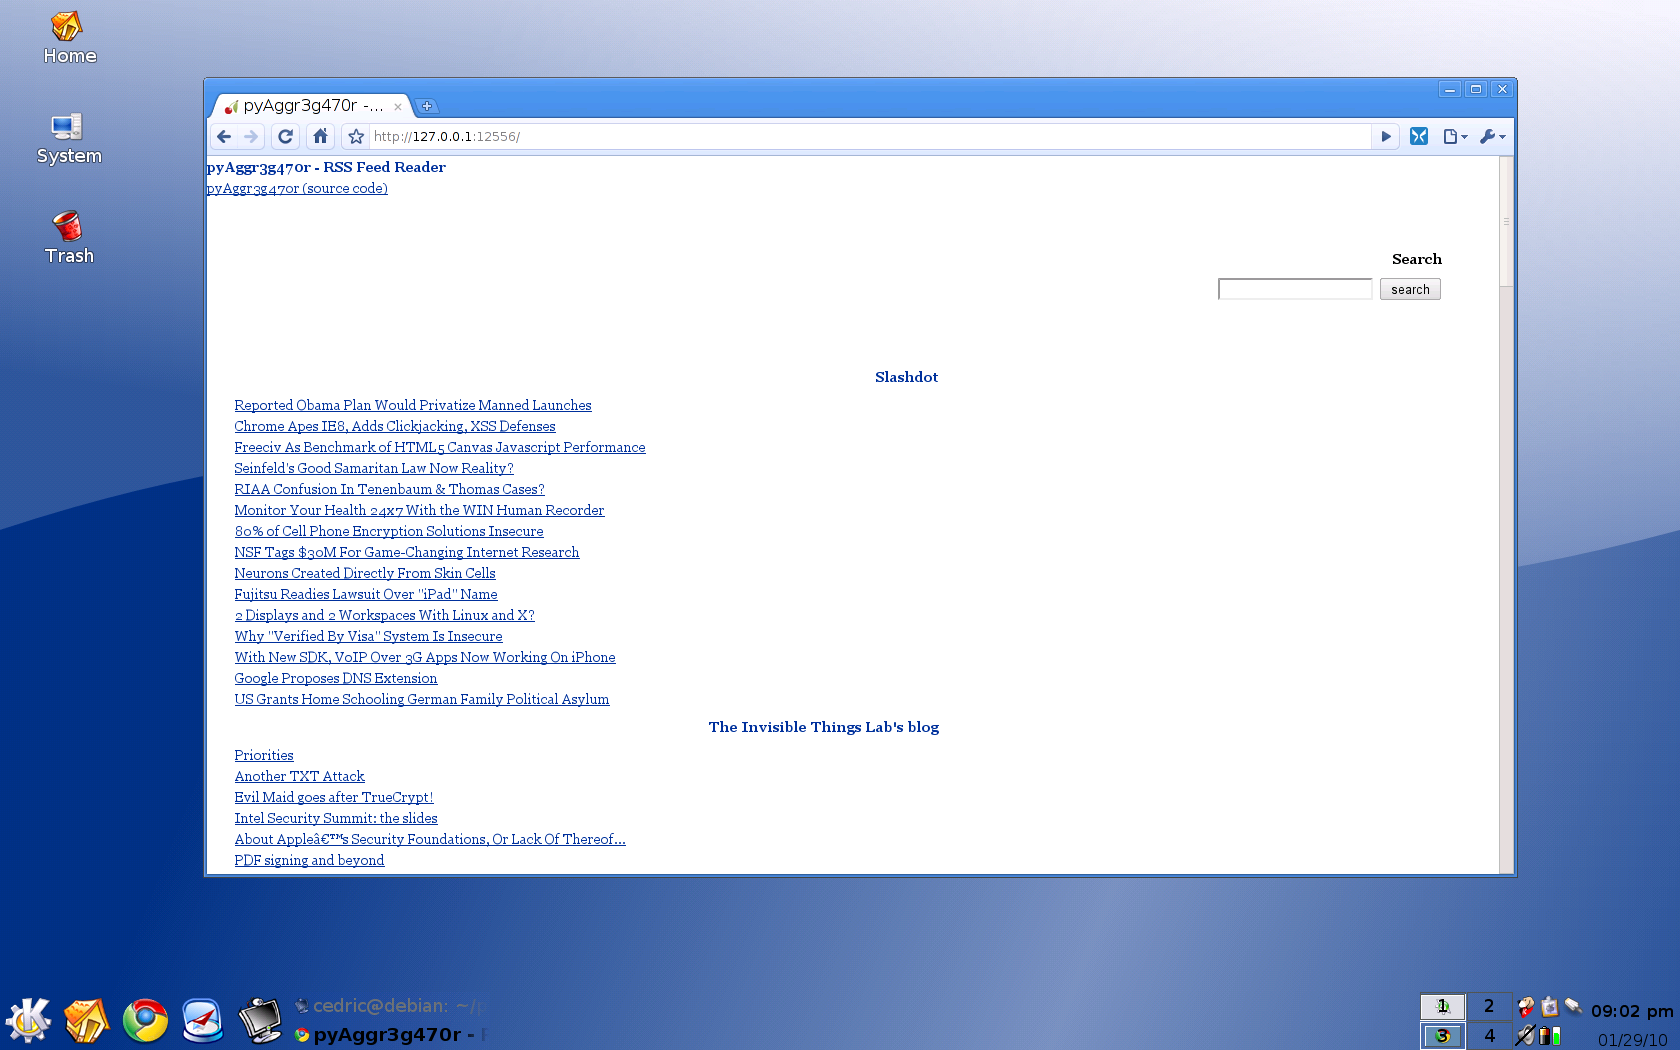 Home
System
Trash
pyAggr3g470r -...
http://127.0.0.1:12556/
pyAggr3g470r - RSS Feed Reader
pyAggr3g470r (source code)
Search
search
Slashdot
Reported Obama Plan Would Privatize Manned Launches
Chrome Apes IE8, Adds Clickjacking, XSS Defenses
Freeciv As Benchmark of HTML5 Canvas Javascript Performance
Seinfeld's Good Samaritan Law Now Reality?
RIAA Confusion In Tenenbaum & Thomas Cases?
Monitor Your Health 24x7 With the WIN Human Recorder
80% of Cell Phone Encryption Solutions Insecure
NSF Tags $30M For Game-Changing Internet Research
Neurons Created Directly From Skin Cells
Fujitsu Readies Lawsuit Over "iPad" Name
2 Displays and 2 Workspaces With Linux and X?
Why "Verified By Visa" System Is Insecure
With New SDK, VoIP Over 3G Apps Now Working On iPhone
Google Proposes DNS Extension
US Grants Home Schooling German Family Political Asylum
The Invisible Things Lab's blog
Priorities
Another TXT Attack
Evil Maid goes after TrueCrypt!
Intel Security Summit: the slides
About Appleâ€™s Security Foundations, Or Lack Of Thereof...
PDF signing and beyond
cedric@debian: ~/p
pyAggr3g470r - R
1 2
3 4
09:02 pm
01/29/10